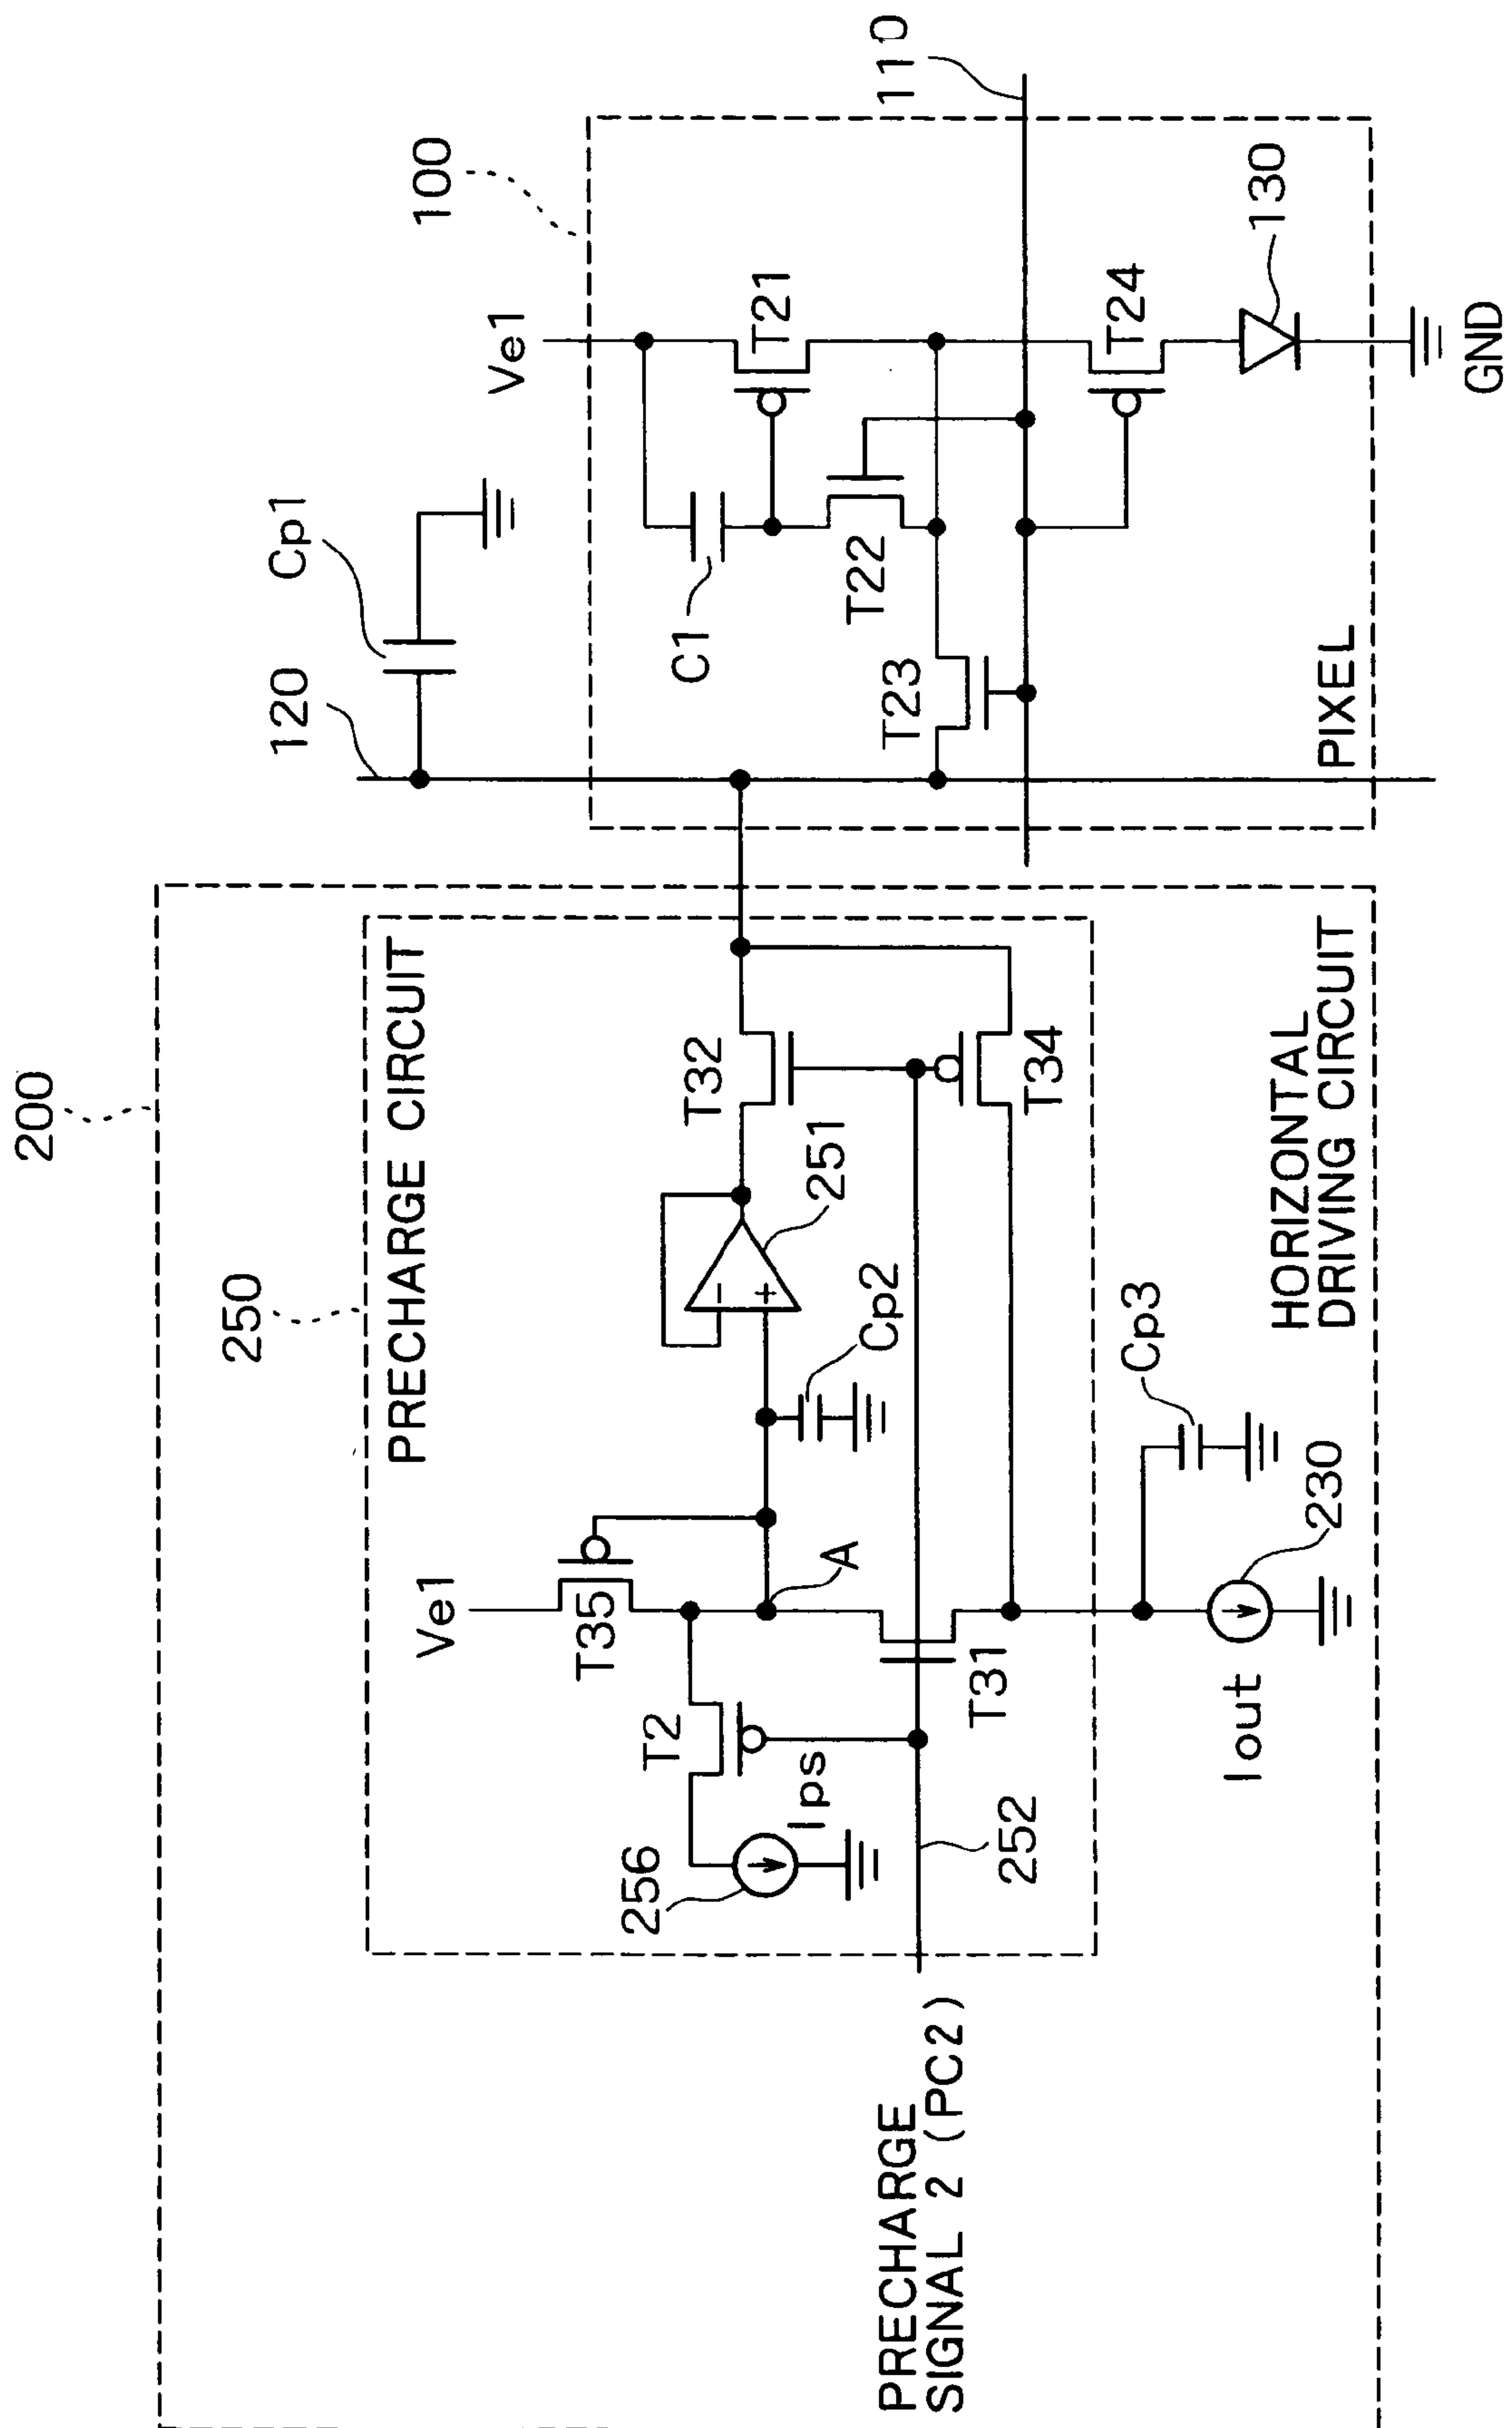 200
250
PRECHARGE CIRCUIT
Ve1
T35
T2
256
Ips
A
Cp2
251
T32
T34
T31
252
PRECHARGE
SIGNAL 2 (PC2)
Iout
230
Cp3
HORIZONTAL
DRIVING CIRCUIT
120
Cp1
100
110
Ve1
C1
T21
T22
T23
T24
130
PIXEL
GND